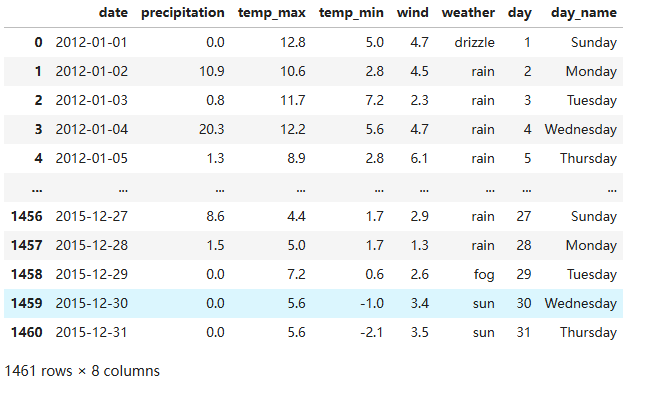 date precipitation temp_max temp_min wind weather day day_name
0 2012-01-01 0.0 12.8 5.0 4.7 drizzle 1 Sunday
1 2012-01-02 10.9 10.6 2.8 4.5 rain 2 Monday
2 2012-01-03 0.8 11.7 7.2 2.3 rain 3 Tuesday
3 2012-01-04 20.3 12.2 5.6 4.7 rain 4 Wednesday
4 2012-01-05 1.3 8.9 2.8 6.1 rain 5 Thursday
... ... ... ... ... ... ... ... ...
1456 2015-12-27 8.6 4.4 1.7 2.9 rain 27 Sunday
1457 2015-12-28 1.5 5.0 1.7 1.3 rain 28 Monday
1458 2015-12-29 0.0 7.2 0.6 2.6 fog 29 Tuesday
1459 2015-12-30 0.0 5.6 -1.0 3.4 sun 30 Wednesday
1460 2015-12-31 0.0 5.6 -2.1 3.5 sun 31 Thursday
1461 rows × 8 columns